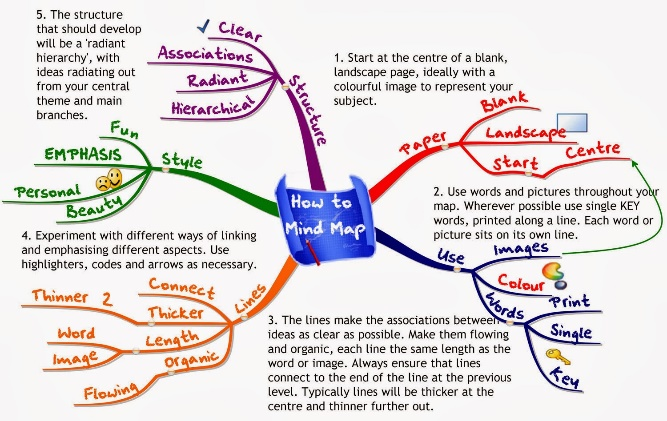 How to
Mind Map
1. Start at the centre of a blank,
landscape page, ideally with a
colourful image to represent your
subject.
Paper
Blank
Landscape
Start
Centre
2. Use words and pictures throughout your
map. Wherever possible use single KEY
words, printed along a line. Each word or
picture sits on its own line.
Use
Images
Colour
Words
Print
Single
Key
3. The lines make the associations between
ideas as clear as possible. Make them flowing
and organic, each line the same length as the
word or image. Always ensure that lines
connect to the end of the line at the previous
level. Typically lines will be thicker at the
centre and thinner further out.
Lines
Connect
Thicker
Thinner 2
Length
Word
Image
Organic
Flowing
4. Experiment with different ways of linking
and emphasising different aspects. Use
highlighters, codes and arrows as necessary.
Style
Fun
EMPHASIS
Personal
Beauty
5. The structure
that should develop
will be a 'radiant
hierarchy', with
ideas radiating out
from your central
theme and main
branches.
Structure
Clear
Associations
Radiant
Hierarchical